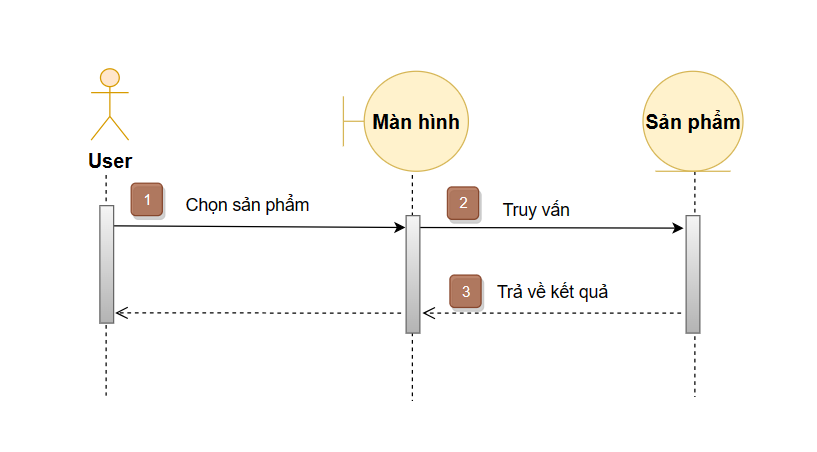 Màn hình
Sản phẩm
User
1
Chọn sản phẩm
2
Truy vấn
3
Trả về kết quả